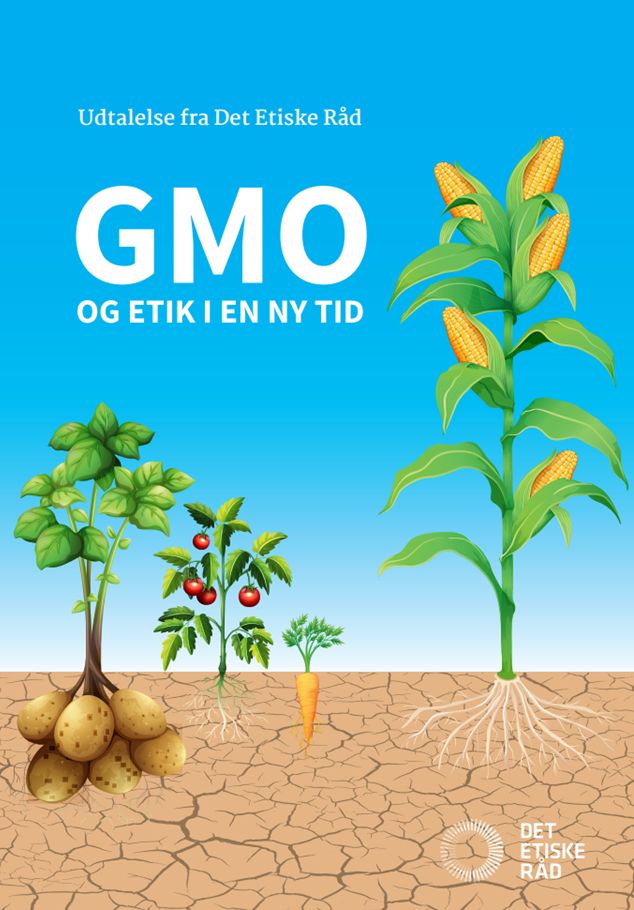 Udtalelse fra Det Etiske Råd
GMO
OG ETIK I EN NY TID
DET
ETISKE
RÅD